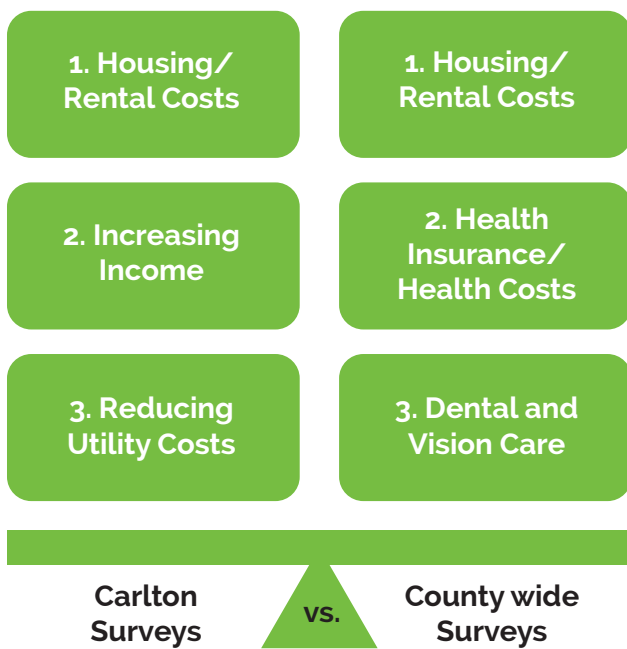 1. Housing/
Rental Costs
1. Housing/
Rental Costs
2. Increasing
Income
2. Health
Insurance/
Health Costs
3. Reducing
Utility Costs
3. Dental and
Vision Care
Carlton
Surveys
vs.
County wide
Surveys